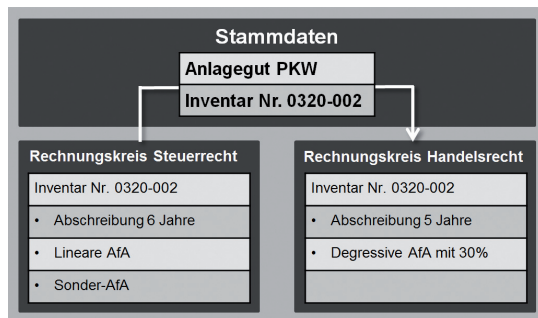 Stammdaten
Anlagegut PKW
Inventar Nr. 0320-002
Rechnungskreis Steuerrecht
Inventar Nr. 0320-002
• Abschreibung 6 Jahre
• Lineare AfA
• Sonder-AfA
Rechnungskreis Handelsrecht
Inventar Nr. 0320-002
• Abschreibung 5 Jahre
• Degressive AfA mit 30%